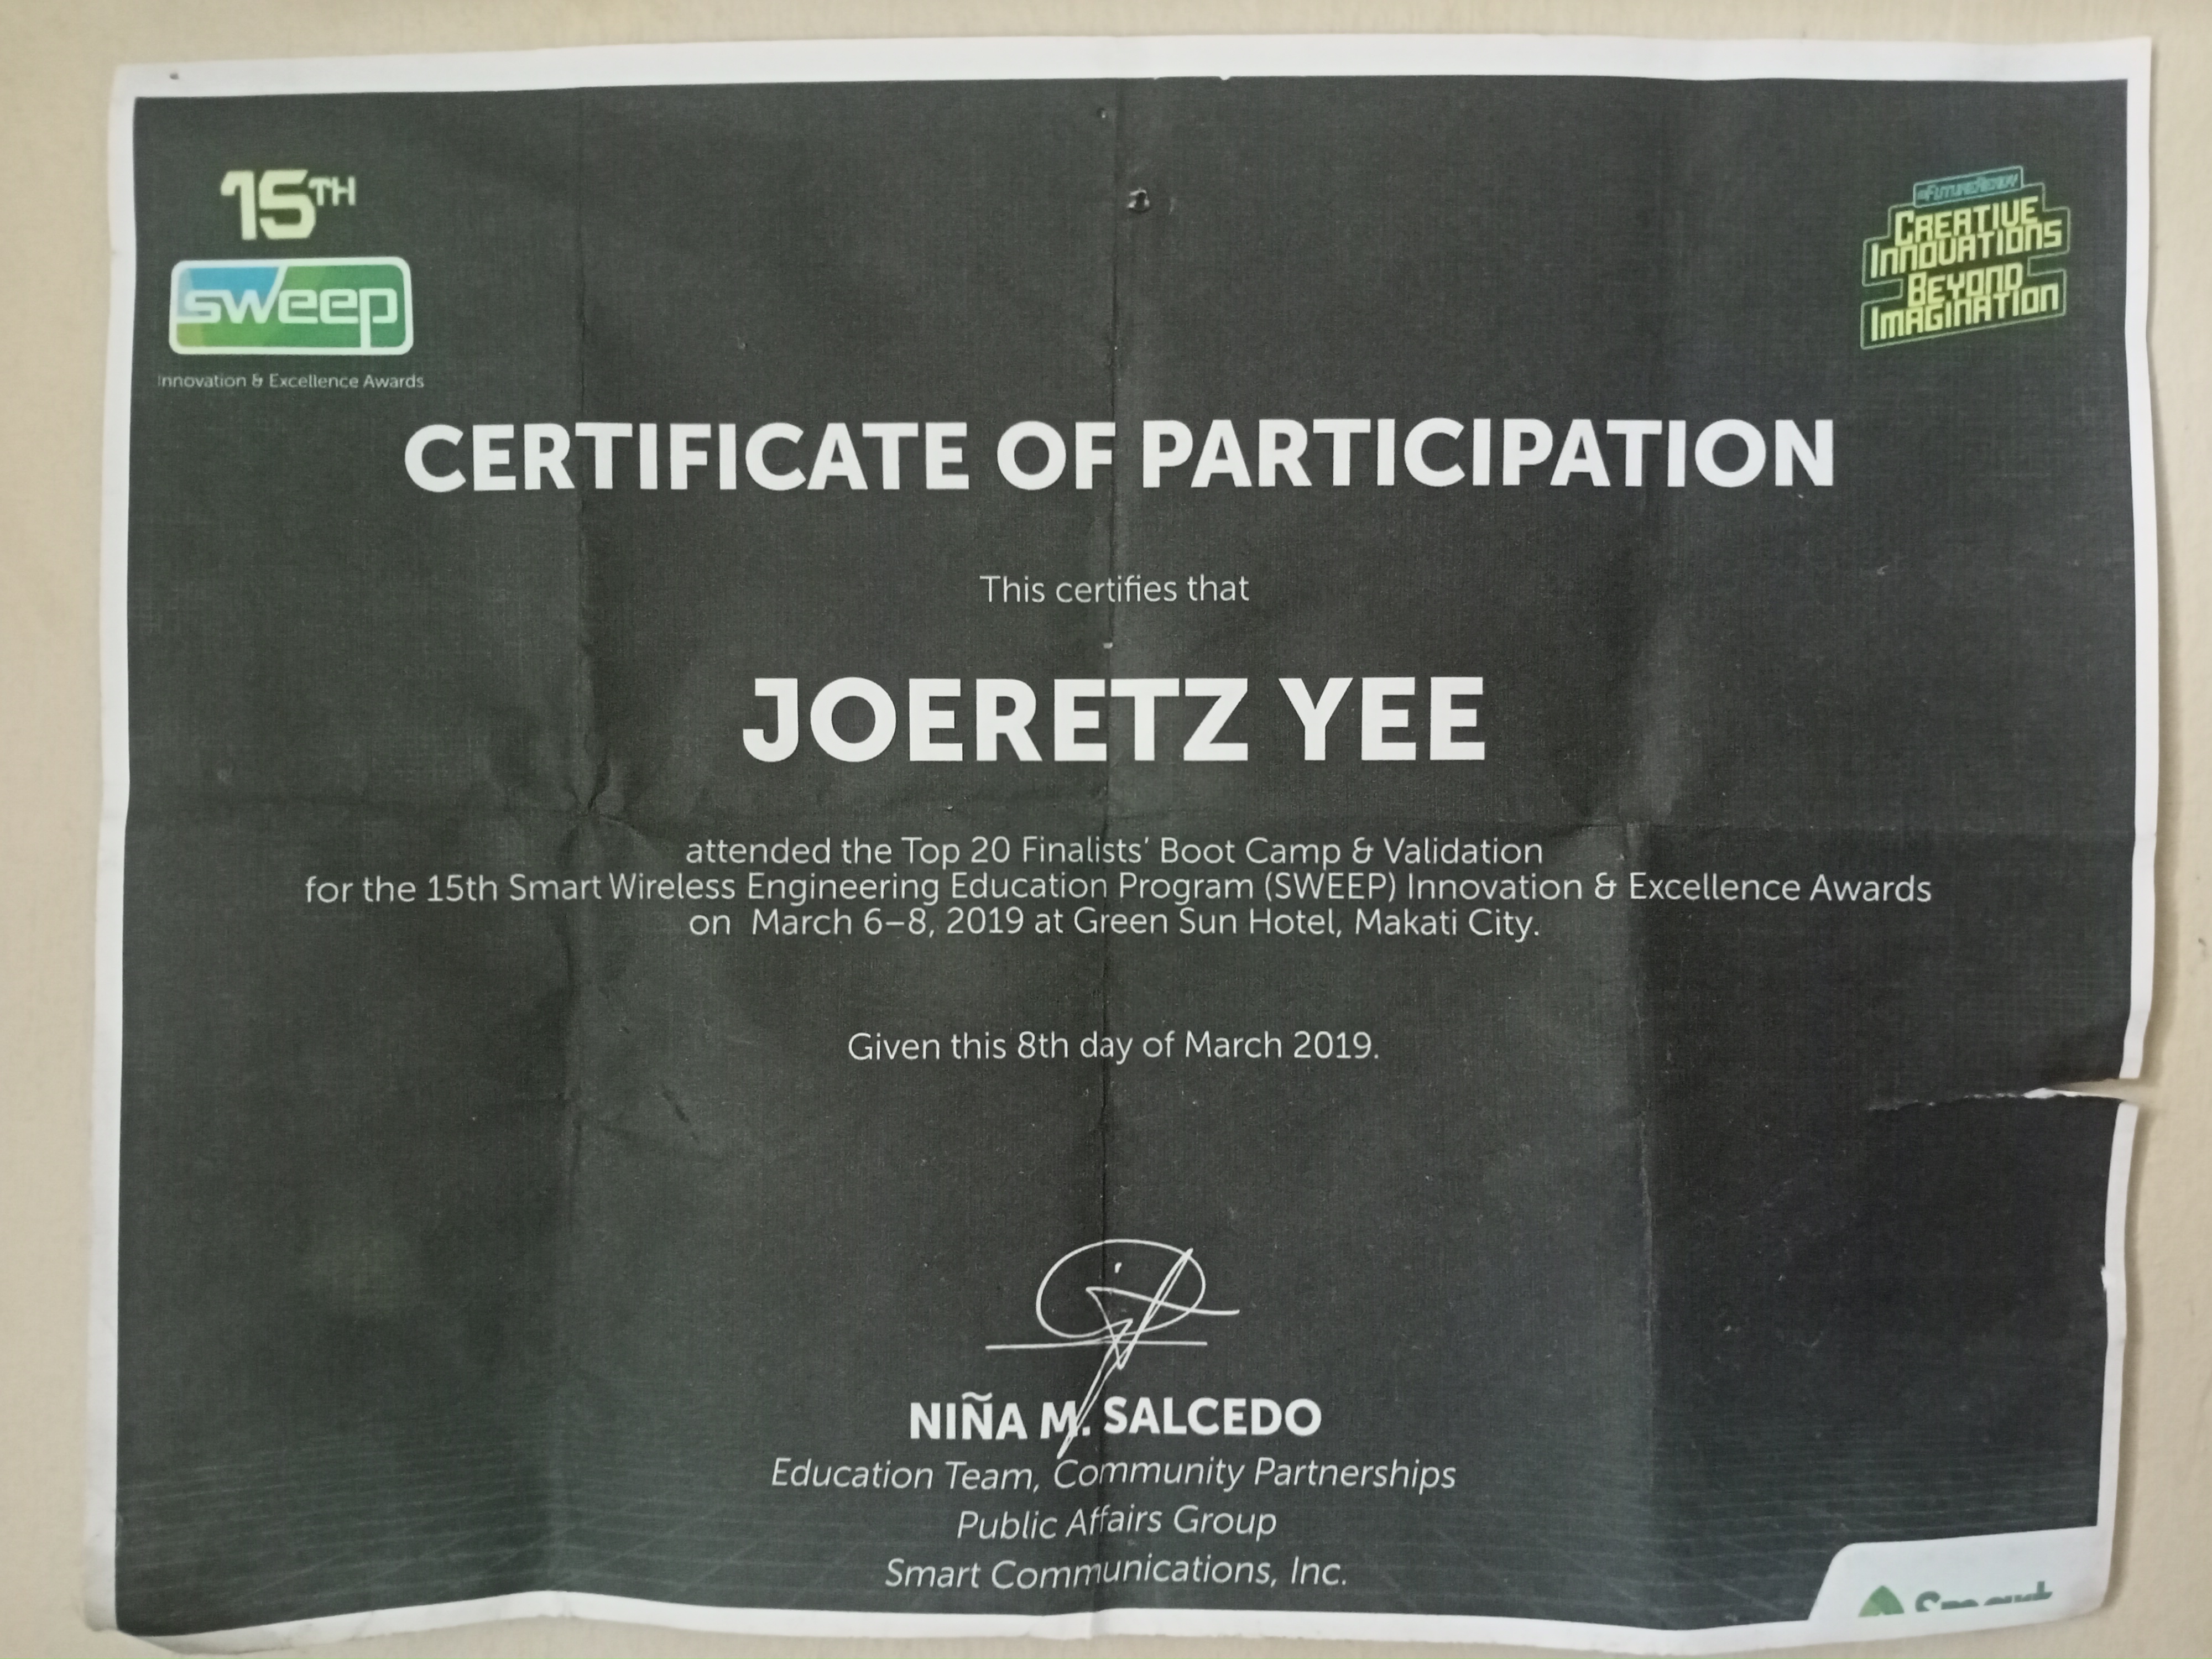 15TH
sweep
Innovation & Excellence Awards
#FUTUREREADY
CREATIVE
INNOVATIONS
BEYOND
IMAGINATION
CERTIFICATE OF PARTICIPATION
This certifies that
JOERETZ YEE
attended the Top 20 Finalists' Boot Camp & Validation
for the 15th Smart Wireless Engineering Education Program (SWEEP) Innovation & Excellence Awards
on March 6–8, 2019 at Green Sun Hotel, Makati City.
Given this 8th day of March 2019.
NIÑA M. SALCEDO
Education Team, Community Partnerships
Public Affairs Group
Smart Communications, Inc.
Smart